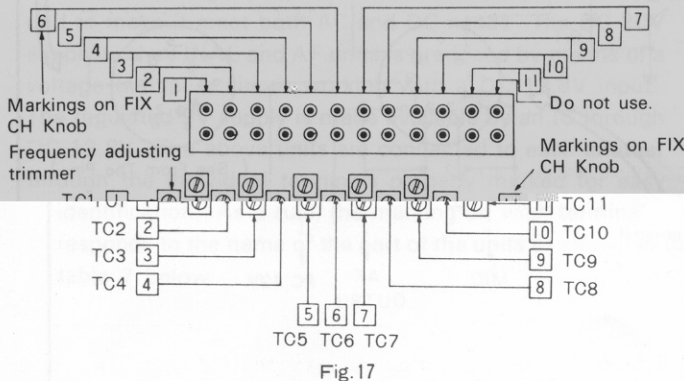 6
7
5
8
4
9
3
10
2
11
1
Markings on FIX
CH Knob
Do not use.
Frequency adjusting
trimmer
Markings on FIX
CH Knob
TC1 1
11 TC11
TC2 2
10 TC10
TC3 3
9 TC9
TC4 4
8 TC8
5 6 7
TC5 TC6 TC7
Fig.17